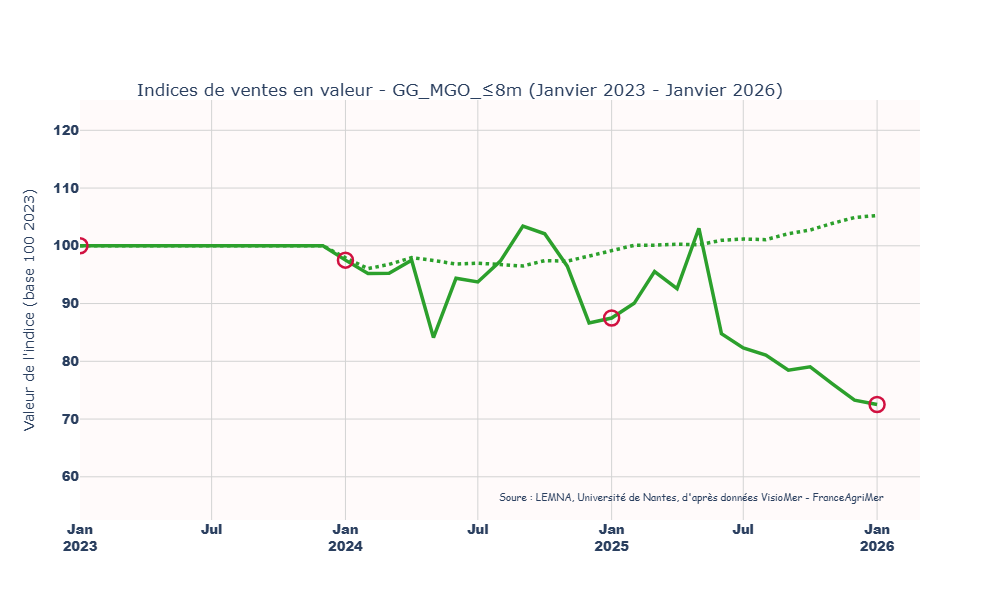 Indices de ventes en valeur - GG_MGO_≤8m (Janvier 2023 - Janvier 2026)
Valeur de l'indice (base 100 2023)
120
110
100
90
80
70
60
Soure : LEMNA, Université de Nantes, d'après données VisioMer - FranceAgriMer
Jan Jul Jan Jul Jan Jul Jan
2023 2024 2025 2026